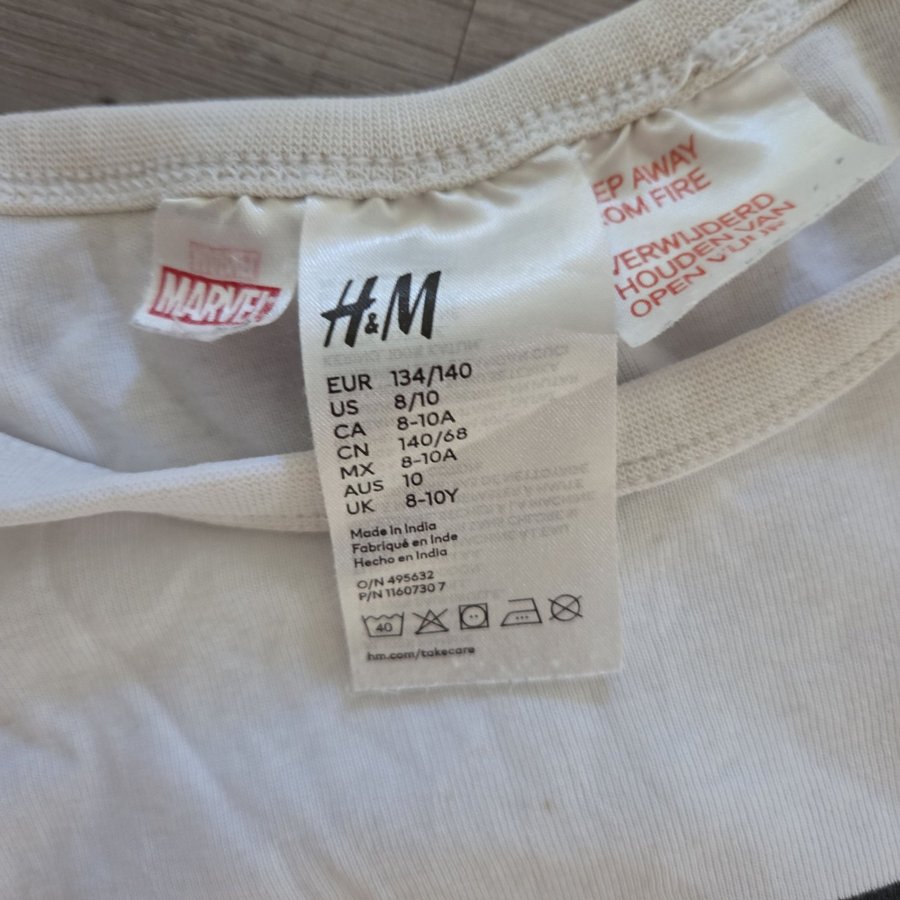 MARVEL
H&M
EUR 134/140
US 8/10
CA 8-10A
CN 140/68
MX 8-10A
AUS 10
UK 8-10Y
Made in India
Fabriqué en Inde
Hecho en India
O/N 495632
P/N 1160730 7
40
hm.com/takecare
EP AWAY
OM FIRE
VERWIJDERD
HOUDEN VAN
OPEN VUUR